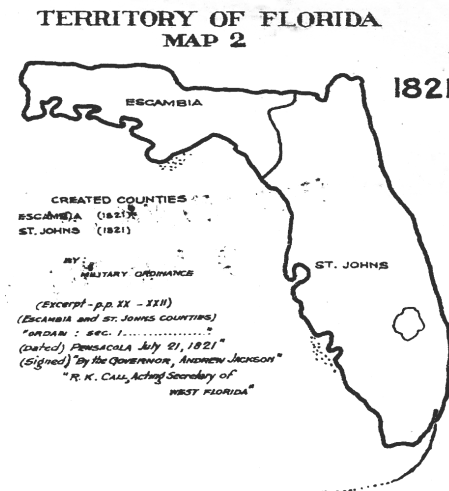 TERRITORY OF FLORIDA
MAP 2
1821
ESCAMBIA
CREATED COUNTIES
ESCAMBIA (1821)
ST. JOHNS (1821)
BY:
MILITARY ORDINANCE
ST. JOHNS
(Excerpt - p.p. XX - XXII)
(ESCAMBIA AND ST. JOHNS COUNTIES)
"ORDAIN : SEC. 1.................."
(Dated) PENSACOLA July 21, 1821"
(Signed) "By the GOVERNOR, ANDREW JACKSON"
"R. K. CALL, Acting Secretary of
WEST FLORIDA"